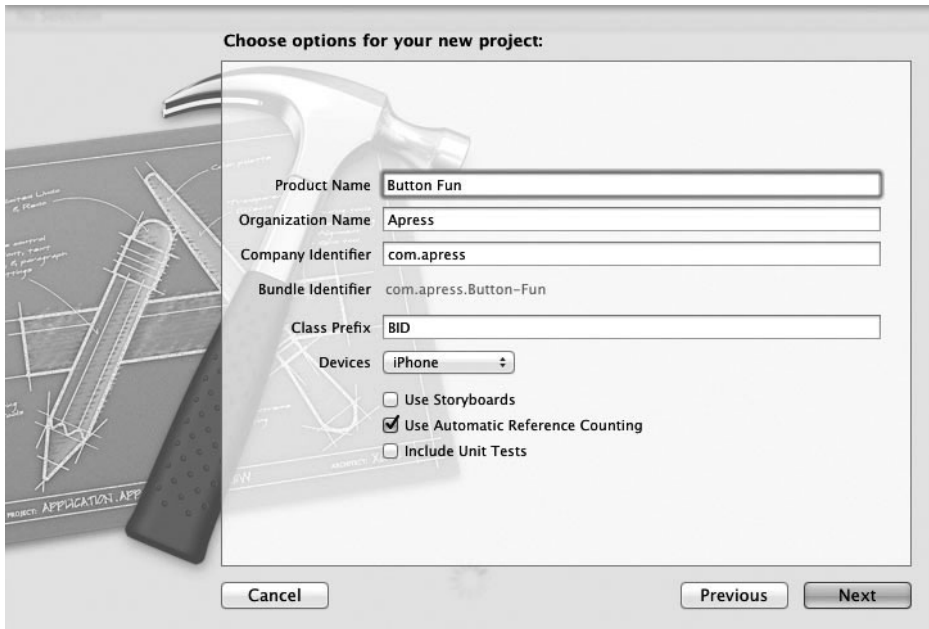 Choose options for your new project:
Product Name Button Fun
Organization Name Apress
Company Identifier com.apress
Bundle Identifier com.apress.Button-Fun
Class Prefix BID
Devices iPhone
Use Storyboards
Use Automatic Reference Counting
Include Unit Tests
PROJECT: APPLICATION.APP
Cancel Previous Next